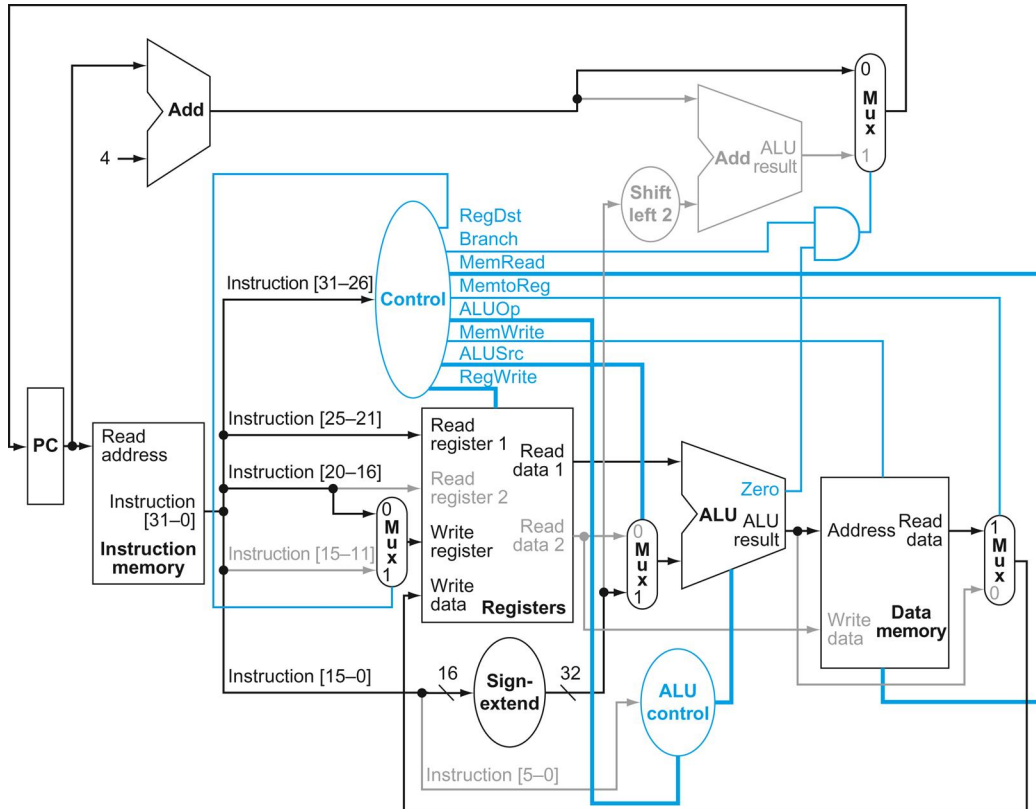 Add
4
0
Mux
1
Add
ALU
result
Shift
left 2
RegDst
Branch
MemRead
MemtoReg
ALUOp
MemWrite
ALUSrc
RegWrite
Instruction [31–26]
Control
PC
Read
address
Instruction
[31–0]
Instruction
memory
Instruction [25–21]
Instruction [20–16]
Instruction [15–11]
0
Mux
1
Read
register 1
Read
register 2
Write
register
Write
data
Read
data 1
Read
data 2
Registers
0
Mux
1
Zero
ALU
ALU
result
Address
Read
data
Write
data
Data
memory
1
Mux
0
Instruction [15–0]
16
Sign-
extend
32
ALU
control
Instruction [5–0]